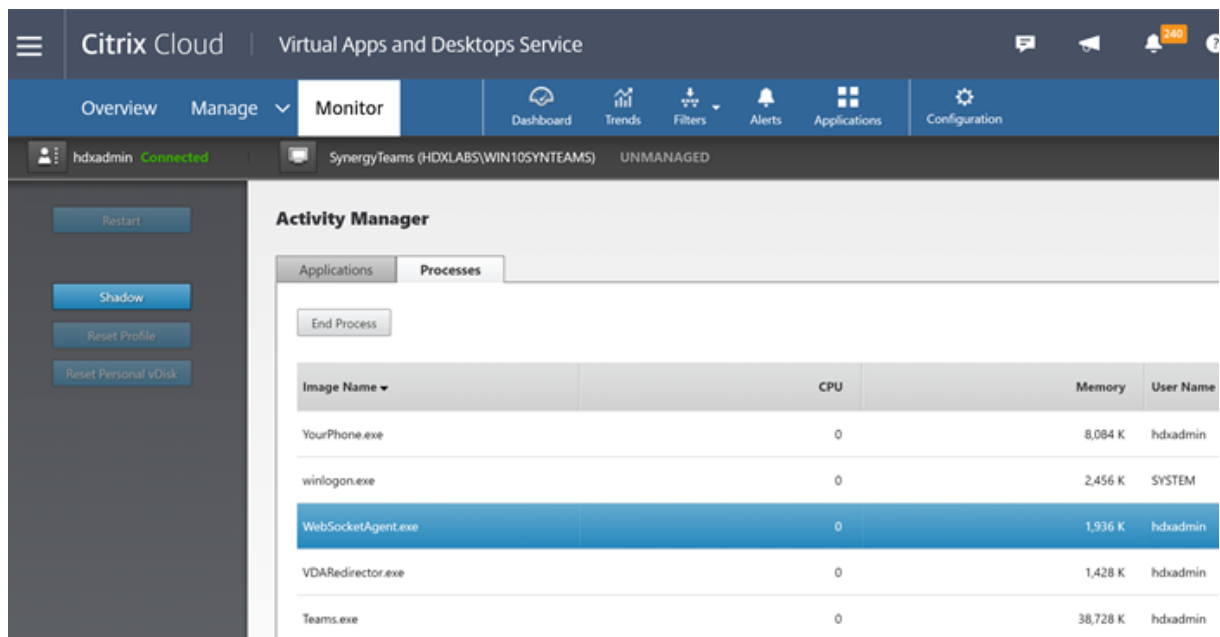 Citrix Cloud | Virtual Apps and Desktops Service 240 ?
Overview Manage Monitor Dashboard Trends Filters Alerts Applications Configuration
hdxadmin Connected SynergyTeams (HDXLABS\WIN10SYNTEAMS) UNMANAGED
Restart
Activity Manager
Applications Processes
Shadow
End Process
Reset Profile
Reset Personal vDisk
Image Name CPU Memory User Name
YourPhone.exe 0 8,084 K hdxadmin
winlogon.exe 0 2,456 K SYSTEM
WebSocketAgent.exe 0 1,936 K hdxadmin
VDARedirector.exe 0 1,428 K hdxadmin
Teams.exe 0 38,728 K hdxadmin